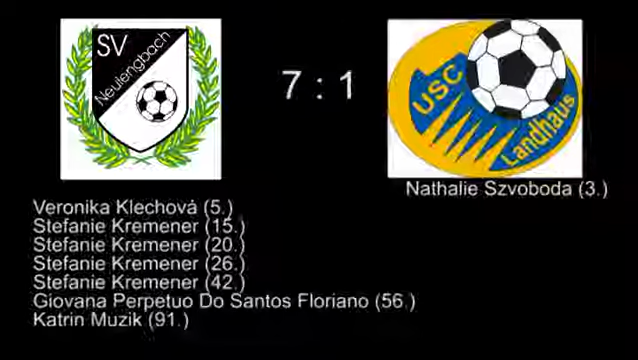 SV
Neulengbach
7 : 1
USC
Landhaus
Nathalie Szvoboda (3.)
Veronika Klechová (5.)
Stefanie Kremener (15.)
Stefanie Kremener (20.)
Stefanie Kremener (26.)
Stefanie Kremener (42.)
Giovana Perpetuo Do Santos Floriano (56.)
Katrin Muzik (91.)